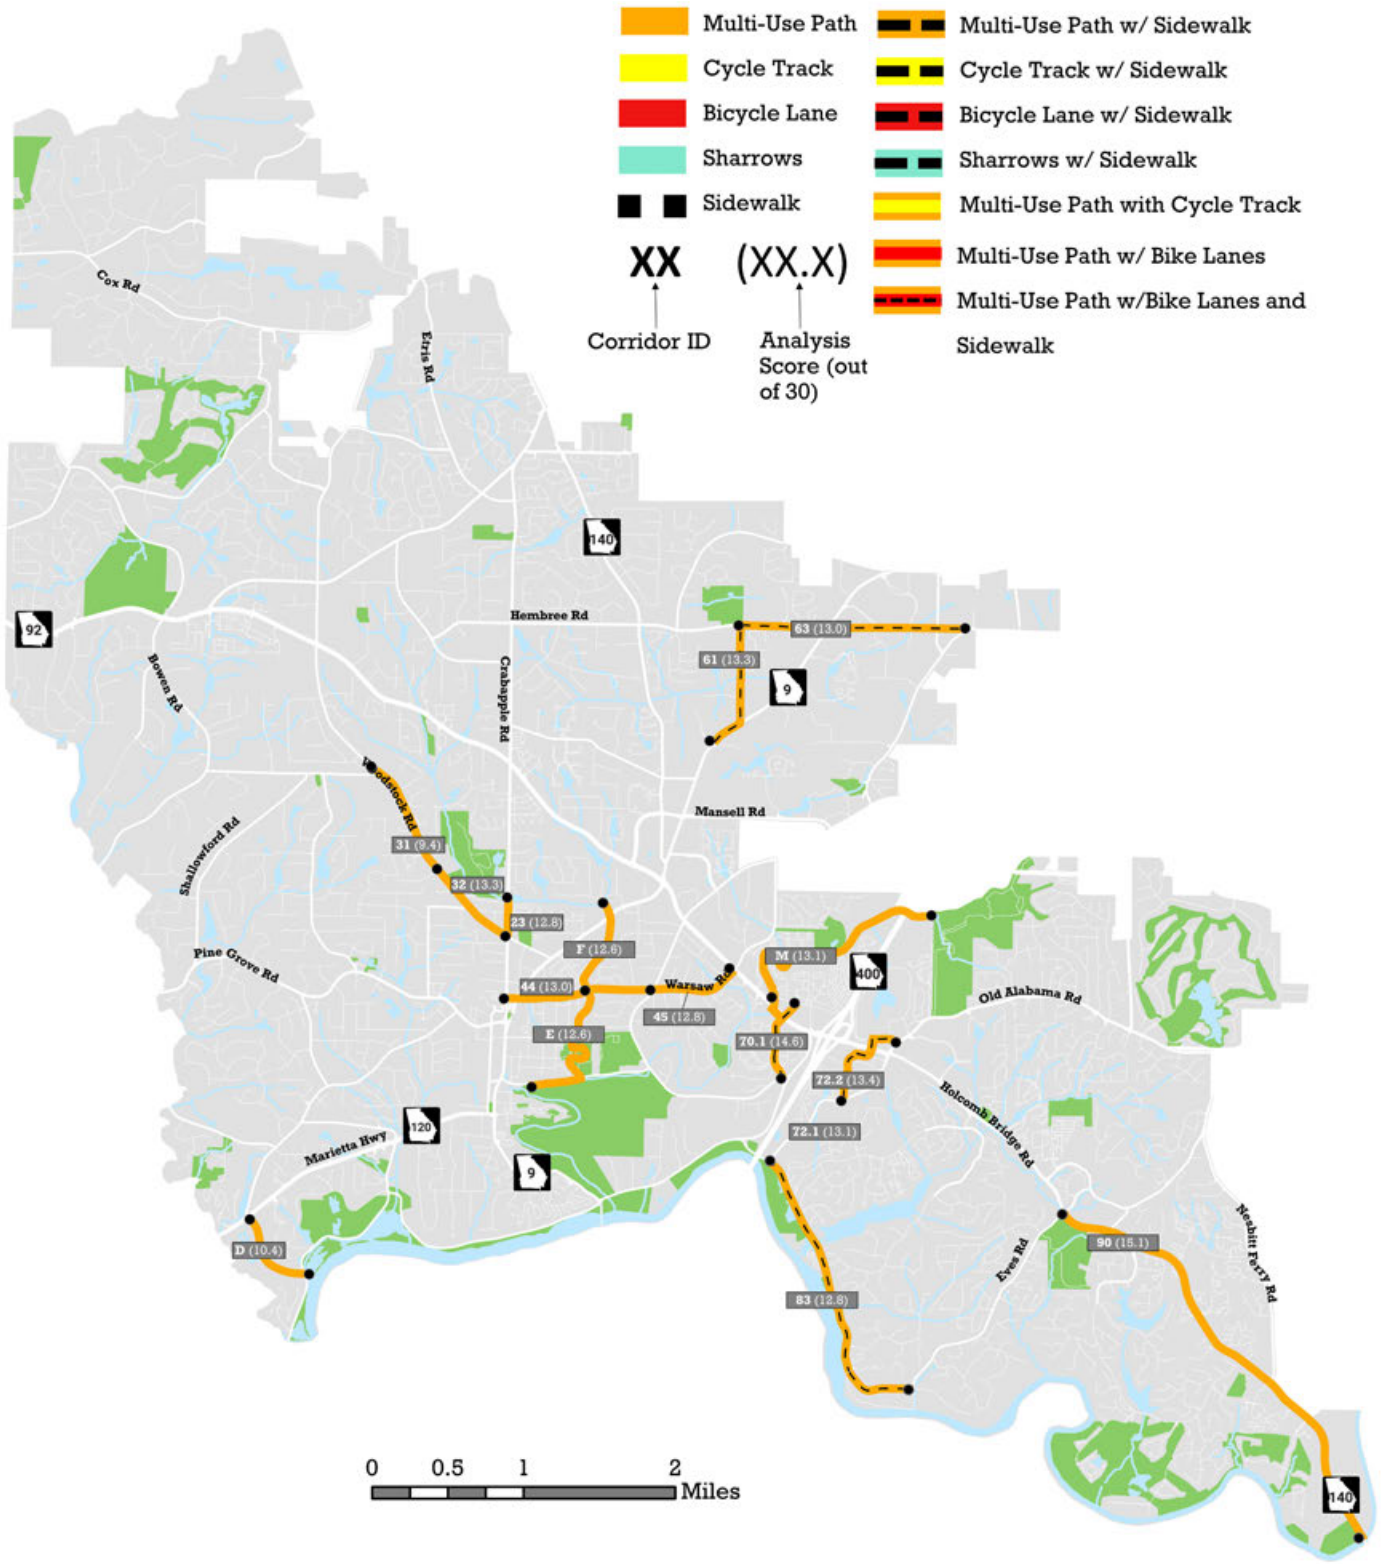 Multi-Use Path
Multi-Use Path w/ Sidewalk
Cycle Track
Cycle Track w/ Sidewalk
Bicycle Lane
Bicycle Lane w/ Sidewalk
Sharrows
Sharrows w/ Sidewalk
Sidewalk
Multi-Use Path with Cycle Track
XX
(XX.X)
Multi-Use Path w/ Bike Lanes
Multi-Use Path w/Bike Lanes and
Sidewalk
Corridor ID
Analysis
Score (out
of 30)
Cox Rd
Etris Rd
140
Hembree Rd
92
63 (13.0)
61 (13.3)
9
Bowen Rd
Crabapple Rd
Woodstock Rd
Mansell Rd
Shallowford Rd
31 (9.4)
32 (13.3)
23 (12.8)
F (12.6)
M (13.1)
Pine Grove Rd
44 (13.0)
Warsaw Rd
400
Old Alabama Rd
45 (12.8)
E (12.6)
70.1 (14.6)
72.2 (13.4)
Holcomb Bridge Rd
120
Marietta Hwy
72.1 (13.1)
9
D (10.4)
Eves Rd
90 (15.1)
Nesbitt Ferry Rd
83 (12.8)
0 0.5 1 2
Miles
140